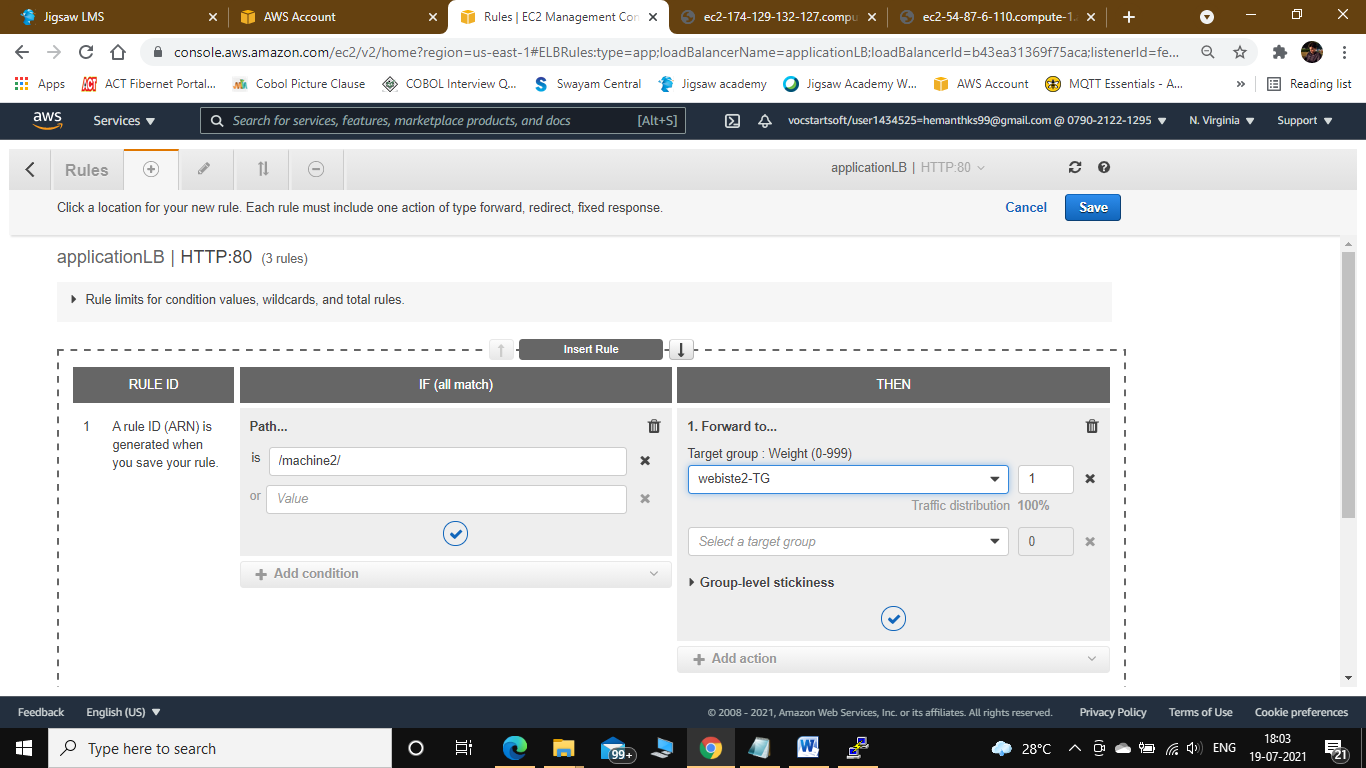 Jigsaw LMS
AWS Account
Rules | EC2 Management Con
ec2-174-129-132-127.compu
ec2-54-87-6-110.compute-1.
console.aws.amazon.com/ec2/v2/home?region=us-east-1#ELBRules:type=app;loadBalancerName=applicationLB;loadBalancerId=b43ea31369f75aca;listenerId=fe...
Apps
ACT Fibernet Portal...
Cobol Picture Clause
COBOL Interview Q...
Swayam Central
Jigsaw academy
Jigsaw Academy W...
AWS Account
MQTT Essentials - A...
»
Reading list
aws
Services
Search for services, features, marketplace products, and docs
[Alt+S]
vocstartsoft/user1434525=hemanthks99@gmail.com @ 0790-2122-1295
N. Virginia
Support
Rules
applicationLB | HTTP:80
Click a location for your new rule. Each rule must include one action of type forward, redirect, fixed response.
Cancel
Save
applicationLB | HTTP:80 (3 rules)
Rule limits for condition values, wildcards, and total rules.
Insert Rule
RULE ID
IF (all match)
THEN
1
A rule ID (ARN) is
generated when
you save your rule.
Path...
is
/machine2/
or
Value
Add condition
1. Forward to...
Target group : Weight (0-999)
webiste2-TG
1
Traffic distribution 100%
Select a target group
0
Group-level stickiness
Add action
Feedback
English (US)
© 2008 - 2021, Amazon Web Services, Inc. or its affiliates. All rights reserved.
Privacy Policy
Terms of Use
Cookie preferences
Type here to search
99+
28°C
ENG
18:03
19-07-2021
21